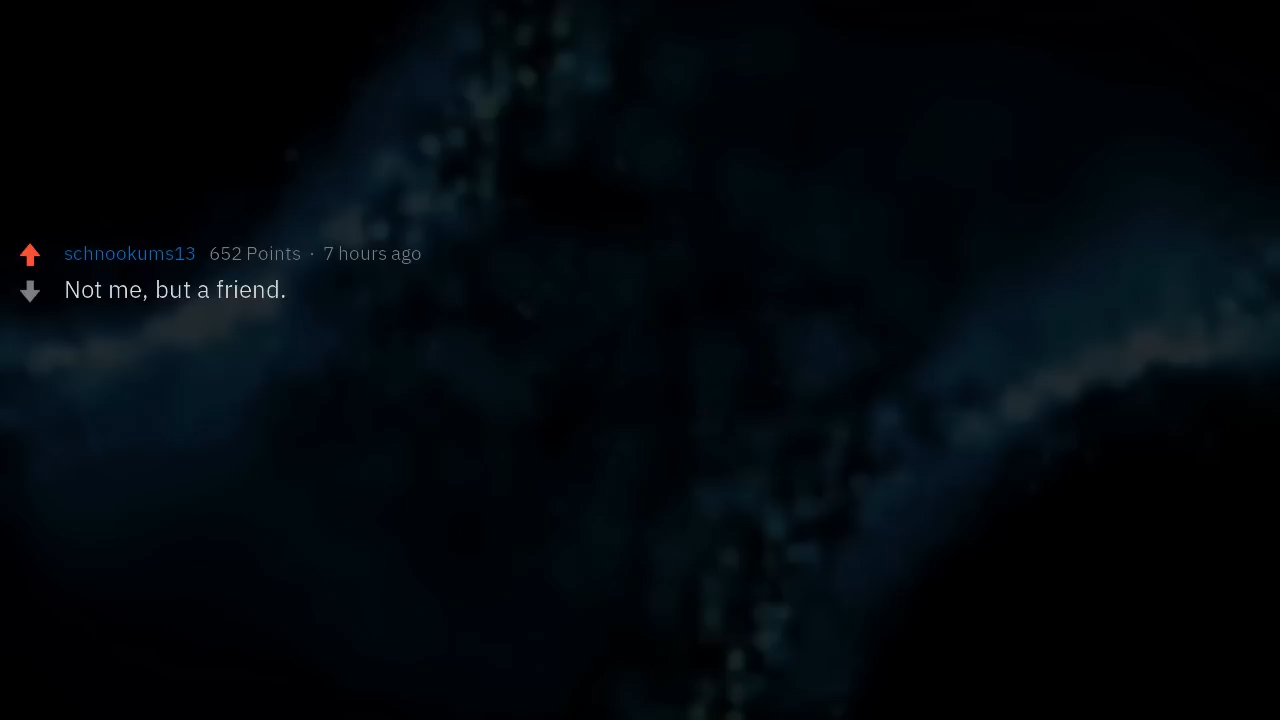 schnookums13 652 Points · 7 hours ago
Not me, but a friend.